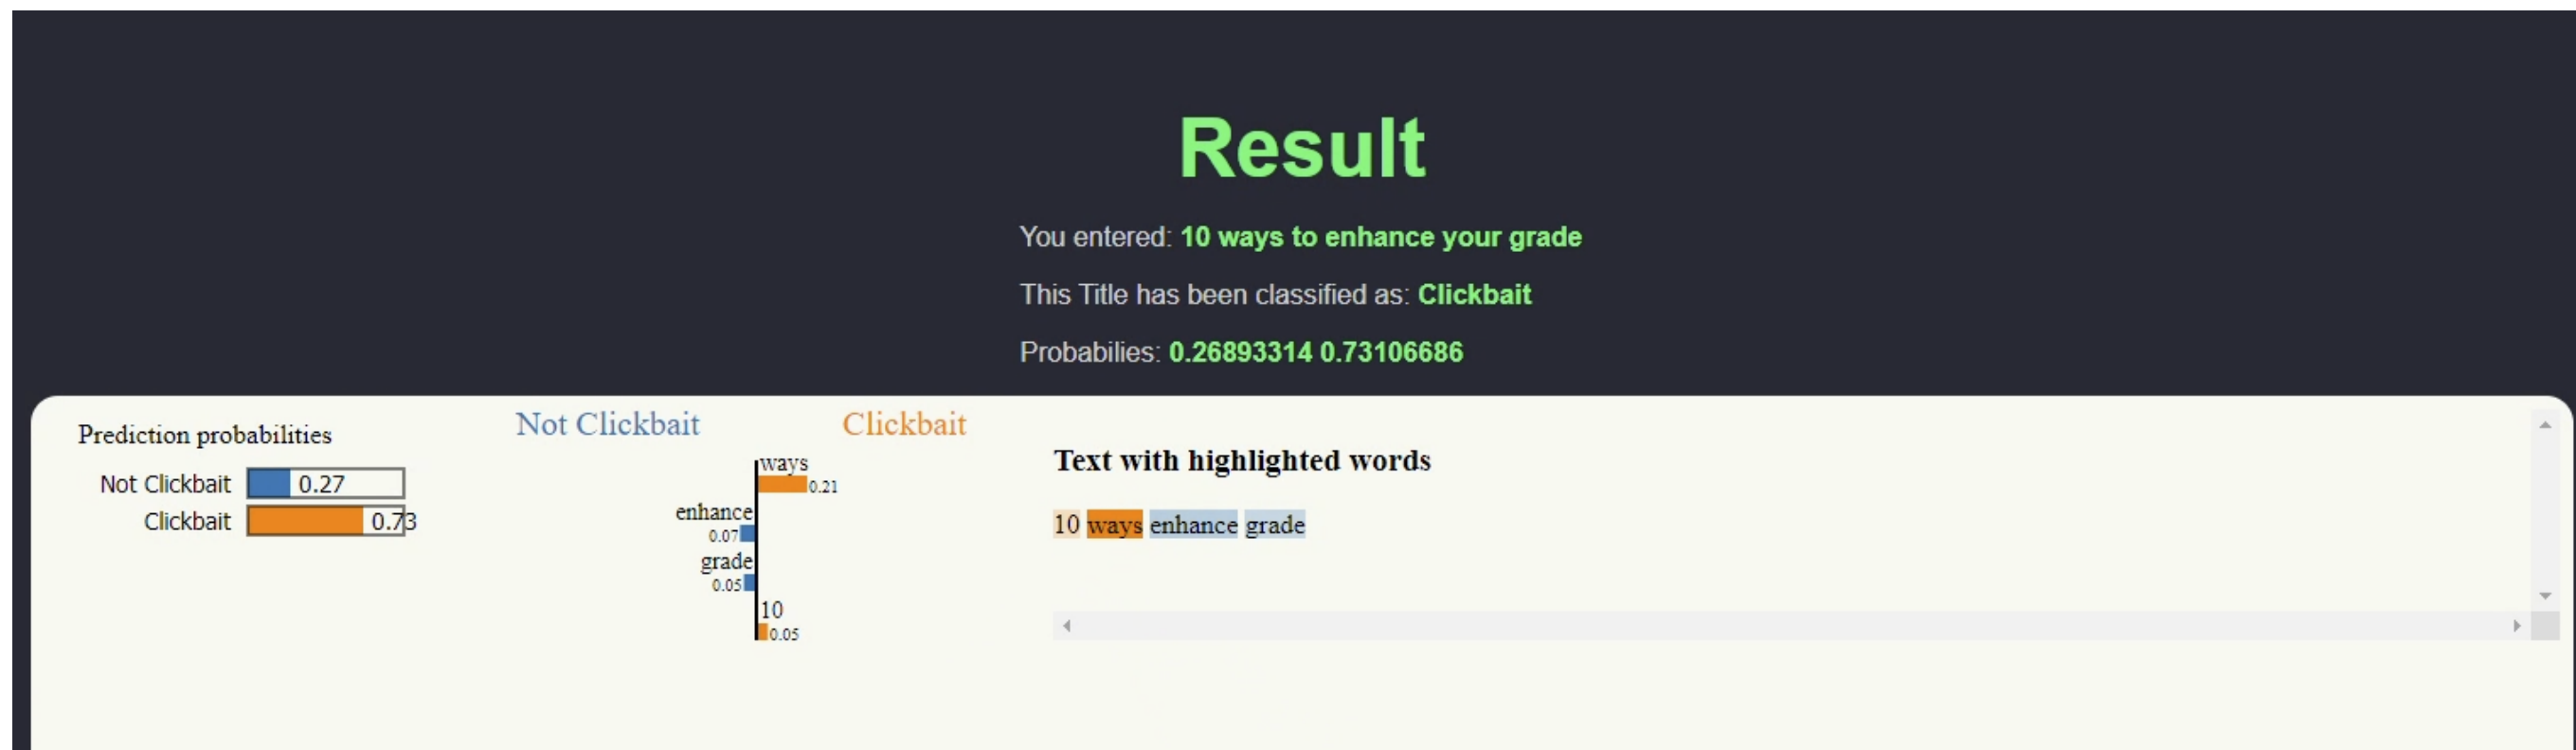 Result
You entered: 10 ways to enhance your grade
This Title has been classified as: Clickbait
Probabilies: 0.26893314 0.73106686
Prediction probabilities
Not Clickbait 0.27
Clickbait 0.73
Not Clickbait Clickbait
ways
0.21
enhance
0.07
grade
0.05
10
0.05
Text with highlighted words
10 ways enhance grade